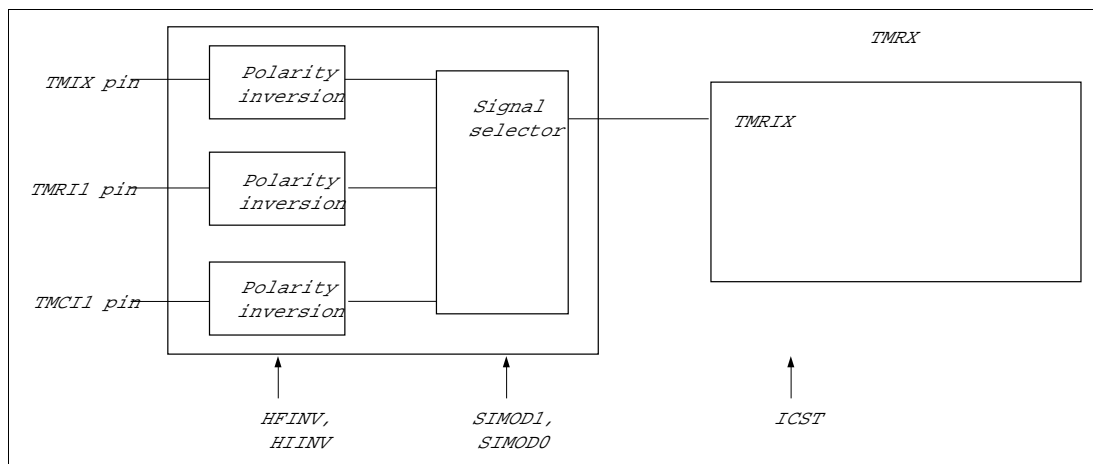 TMRX
TMIX pin
Polarity
inversion
Signal
selector
TMRIX
TMRI1 pin
Polarity
inversion
TMCI1 pin
Polarity
inversion
HFINV,
HIINV
SIMOD1,
SIMOD0
ICST